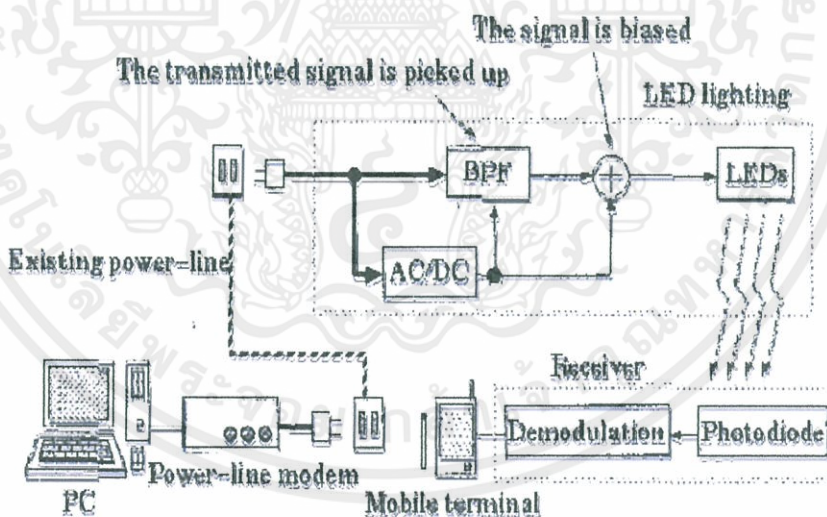 The signal is biased
The transmitted signal is picked up
LED lighting
BPF
LEDs
Existing power-line
AC/DC
Receiver
Demodulation
Photodiode
Power-line modem
PC
Mobile terminal